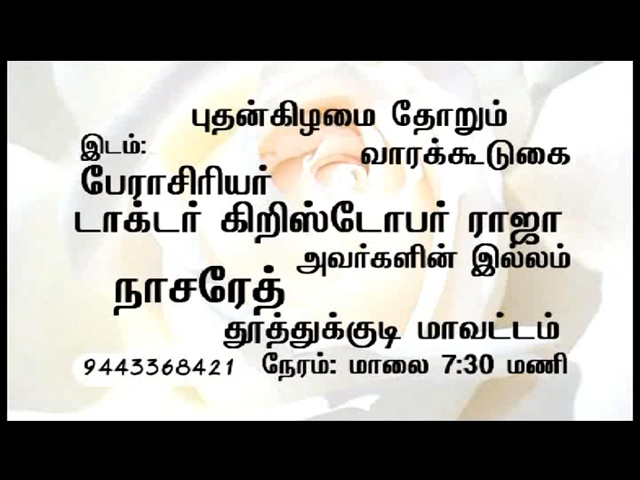 புதன்கிழமை தோறும்
இடம்: வாரக்கூடுகை
பேராசிரியர்
டாக்டர் கிறிஸ்டோபர் ராஜா
அவர்களின் இல்லம்
நாசரேத்
தூத்துக்குடி மாவட்டம்
9443368421 நேரம்: மாலை 7:30 மணி